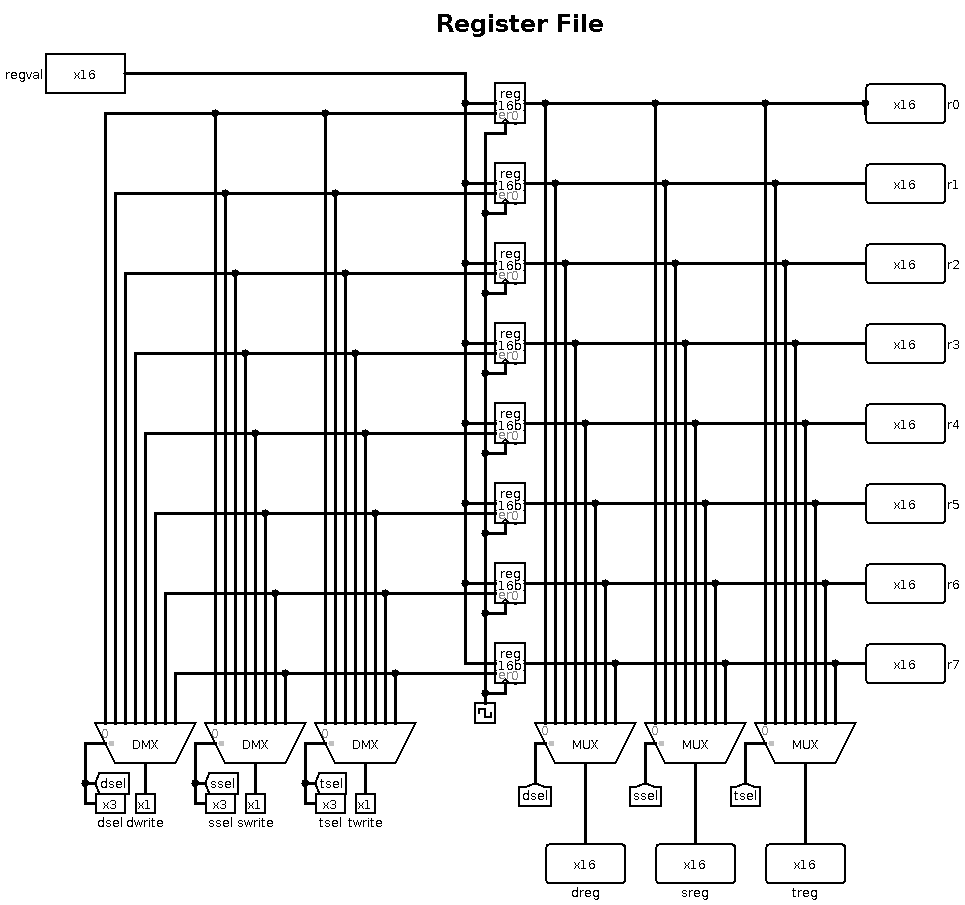 Register File
regval x16
reg 16b er0 x16 r0
reg 16b er0 x16 r1
reg 16b er0 x16 r2
reg 16b er0 x16 r3
reg 16b er0 x16 r4
reg 16b er0 x16 r5
reg 16b er0 x16 r6
reg 16b er0 x16 r7
0 DMX 0 DMX 0 DMX 0 MUX 0 MUX 0 MUX
dsel ssel tsel dsel ssel tsel
x3 x1 x3 x1 x3 x1
dsel dwrite ssel swrite tsel twrite
x16 x16 x16
dreg sreg treg